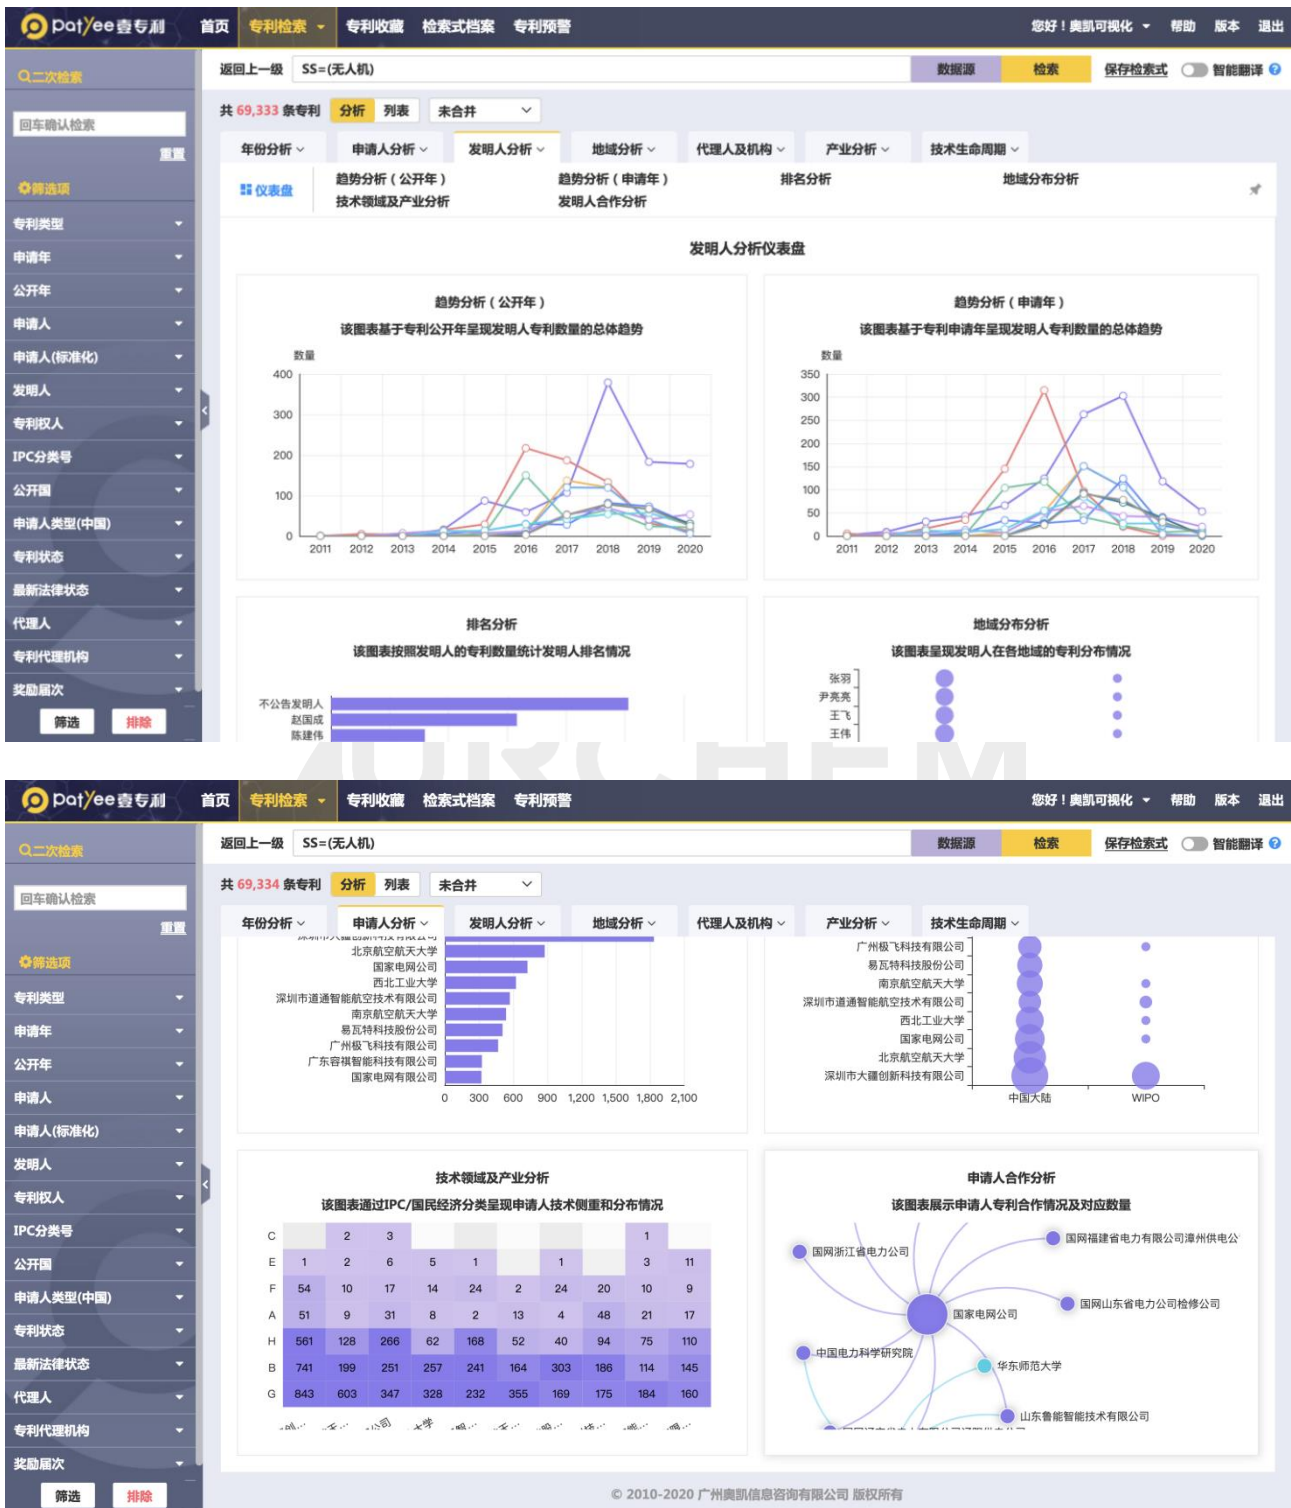 patyee壹专利 首页 专利检索 专利收藏 检索式档案 专利预警 您好！奥凯可视化 帮助 版本 退出
二次检索
回车确认检索
重置
筛选项
专利类型
申请年
公开年
申请人
申请人(标准化)
发明人
专利权人
IPC分类号
公开国
申请人类型(中国)
专利状态
最新法律状态
代理人
专利代理机构
奖励届次
筛选 排除
返回上一级 SS=(无人机) 数据源 检索 保存检索式 智能翻译
共 69,333 条专利 分析 列表 未合并
年份分析 申请人分析 发明人分析 地域分析 代理人及机构 产业分析 技术生命周期
仪表盘
趋势分析（公开年） 趋势分析（申请年） 排名分析 地域分布分析
技术领域及产业分析 发明人合作分析
发明人分析仪表盘
趋势分析（公开年）
该图表基于专利公开年呈现发明人专利数量的总体趋势
数量
400
300
200
100
0
2011 2012 2013 2014 2015 2016 2017 2018 2019 2020
趋势分析（申请年）
该图表基于专利申请年呈现发明人专利数量的总体趋势
数量
350
300
250
200
150
100
50
0
2011 2012 2013 2014 2015 2016 2017 2018 2019 2020
排名分析
该图表按照发明人的专利数量统计发明人排名情况
不公告发明人
赵国成
陈建伟
地域分布分析
该图表呈现发明人在各地域的专利分布情况
张羽
尹亮亮
王飞
王伟
patyee壹专利 首页 专利检索 专利收藏 检索式档案 专利预警 您好！奥凯可视化 帮助 版本 退出
二次检索
回车确认检索
重置
筛选项
专利类型
申请年
公开年
申请人
申请人(标准化)
发明人
专利权人
IPC分类号
公开国
申请人类型(中国)
专利状态
最新法律状态
代理人
专利代理机构
奖励届次
筛选 排除
返回上一级 SS=(无人机) 数据源 检索 保存检索式 智能翻译
共 69,334 条专利 分析 列表 未合并
年份分析 申请人分析 发明人分析 地域分析 代理人及机构 产业分析 技术生命周期
深圳市大疆创新科技有限公司
北京航空航天大学
国家电网公司
西北工业大学
深圳市道通智能航空技术有限公司
南京航空航天大学
易瓦特科技股份公司
广州极飞科技有限公司
广东容祺智能科技有限公司
国家电网有限公司
0 300 600 900 1,200 1,500 1,800 2,100
广州极飞科技有限公司
易瓦特科技股份公司
南京航空航天大学
深圳市道通智能航空技术有限公司
西北工业大学
国家电网公司
北京航空航天大学
深圳市大疆创新科技有限公司
中国大陆 WIPO
技术领域及产业分析
该图表通过IPC/国民经济分类呈现申请人技术侧重和分布情况
C 2 3 1
E 1 2 6 5 1 1 3 11
F 54 10 17 14 24 2 24 20 10 9
A 51 9 31 8 2 13 4 48 21 17
H 561 128 266 62 168 52 40 94 75 110
B 741 199 251 257 241 164 303 186 114 145
G 843 603 347 328 232 355 169 175 184 160
申请人合作分析
该图表展示申请人专利合作情况及对应数量
国网福建省电力有限公司漳州供电公
国网浙江省电力公司
国网山东省电力公司检修公司
国家电网公司
中国电力科学研究院
华东师范大学
山东鲁能智能技术有限公司
© 2010-2020 广州奥凯信息咨询有限公司 版权所有